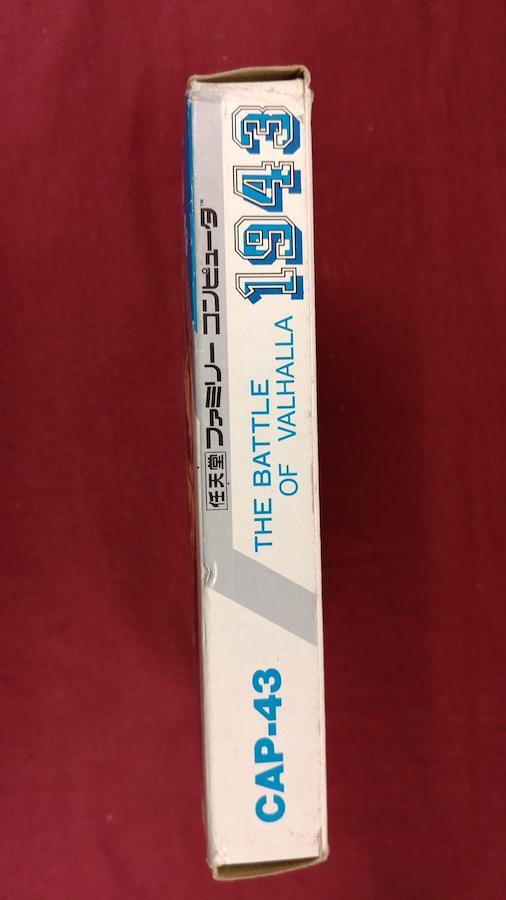 任天堂 ファミリー コンピュータ™
CAP-43
THE BATTLE
OF VALHALLA
1943